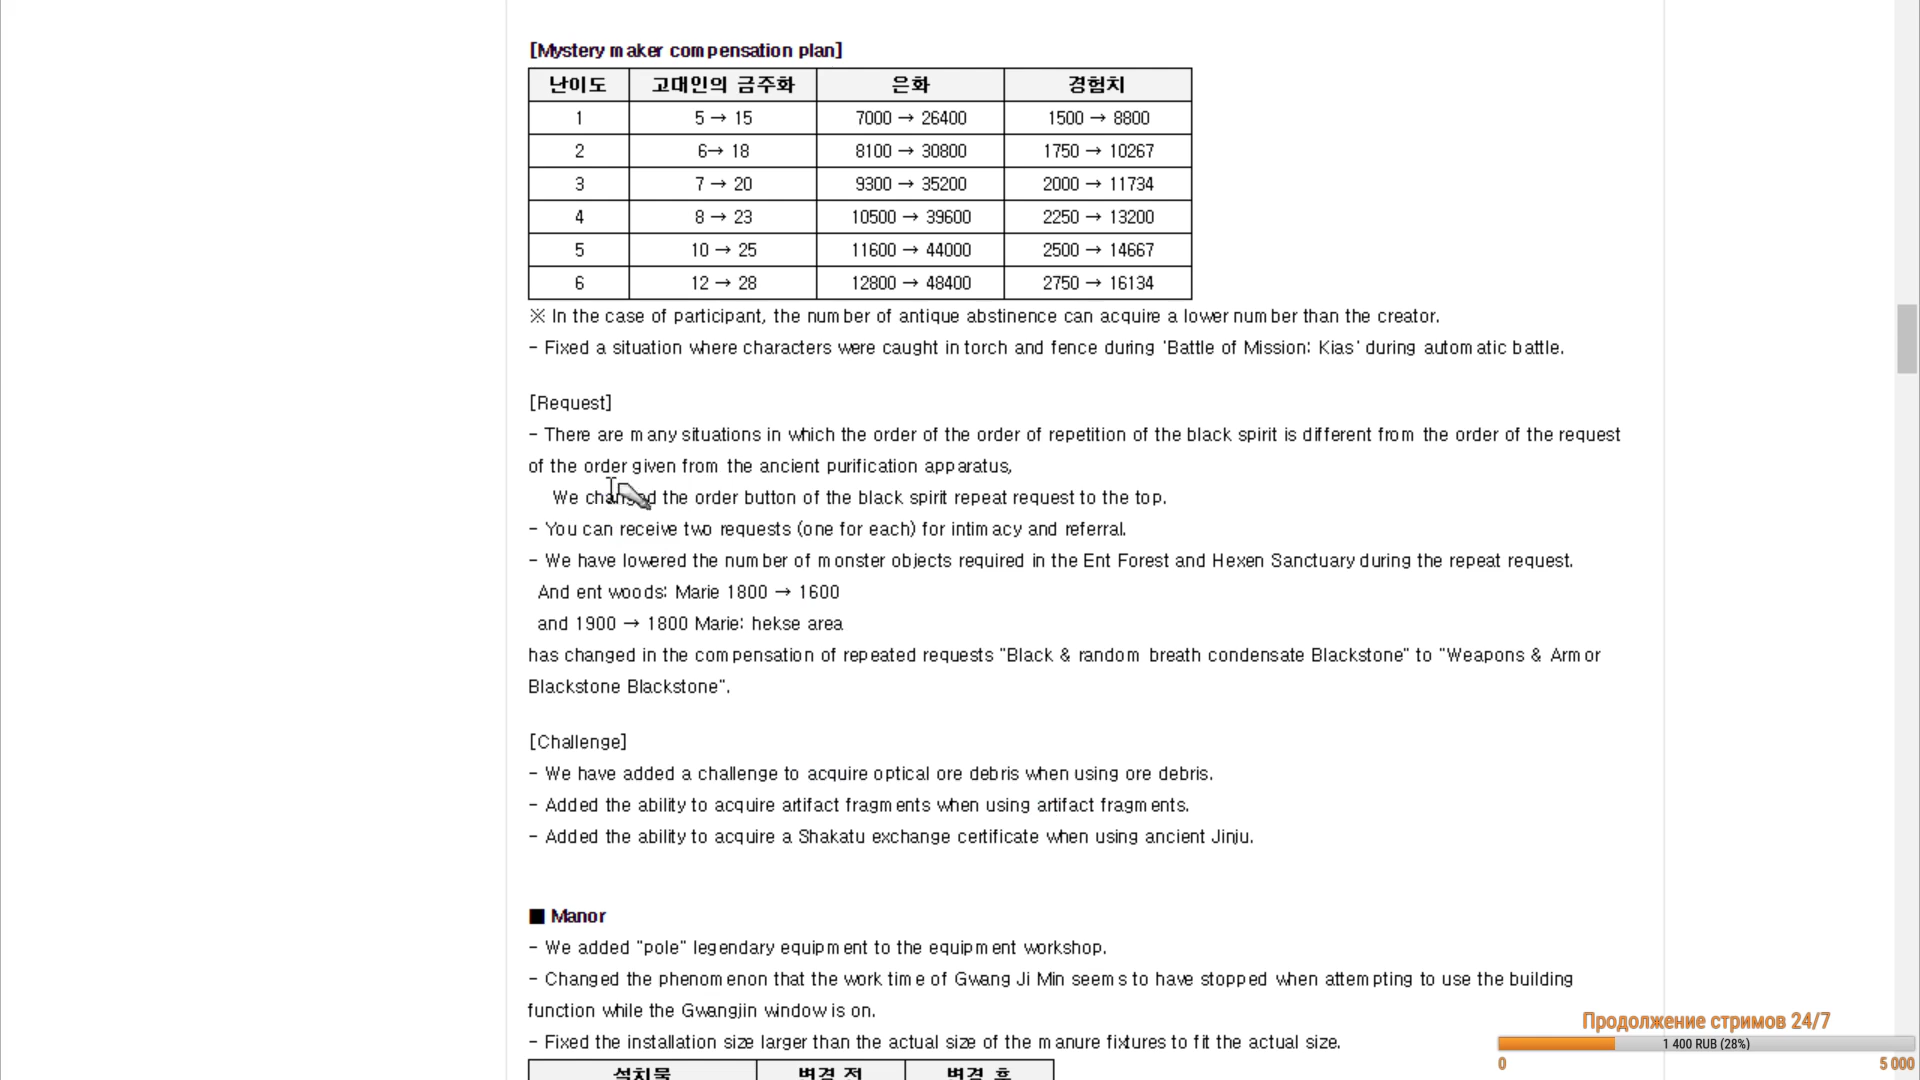 [Mystery maker compensation plan]
난이도 고대인의 금주화 은화 경험치
1 5 → 15 7000 → 26400 1500 → 8800
2 6→ 18 8100 → 30800 1750 → 10267
3 7 → 20 9300 → 35200 2000 → 11734
4 8 → 23 10500 → 39600 2250 → 13200
5 10 → 25 11600 → 44000 2500 → 14667
6 12 → 28 12800 → 48400 2750 → 16134
※ In the case of participant, the number of antique abstinence can acquire a lower number than the creator.
- Fixed a situation where characters were caught in torch and fence during 'Battle of Mission: Kias' during automatic battle.
[Request]
- There are many situations in which the order of the order of repetition of the black spirit is different from the order of the request
of the order given from the ancient purification apparatus,
We changed the order button of the black spirit repeat request to the top.
- You can receive two requests (one for each) for intimacy and referral.
- We have lowered the number of monster objects required in the Ent Forest and Hexen Sanctuary during the repeat request.
And ent woods: Marie 1800 → 1600
and 1900 → 1800 Marie: hekse area
has changed in the compensation of repeated requests "Black & random breath condensate Blackstone" to "Weapons & Armor
Blackstone Blackstone".
[Challenge]
- We have added a challenge to acquire optical ore debris when using ore debris.
- Added the ability to acquire artifact fragments when using artifact fragments.
- Added the ability to acquire a Shakatu exchange certificate when using ancient Jinju.
■ Manor
- We added "pole" legendary equipment to the equipment workshop.
- Changed the phenomenon that the work time of Gwang Ji Min seems to have stopped when attempting to use the building
function while the Gwangjin window is on.
- Fixed the installation size larger than the actual size of the manure fixtures to fit the actual size.
설치물 변경 전 변경 후
Продолжение стримов 24/7
1 400 RUB (28%)
0 5 000